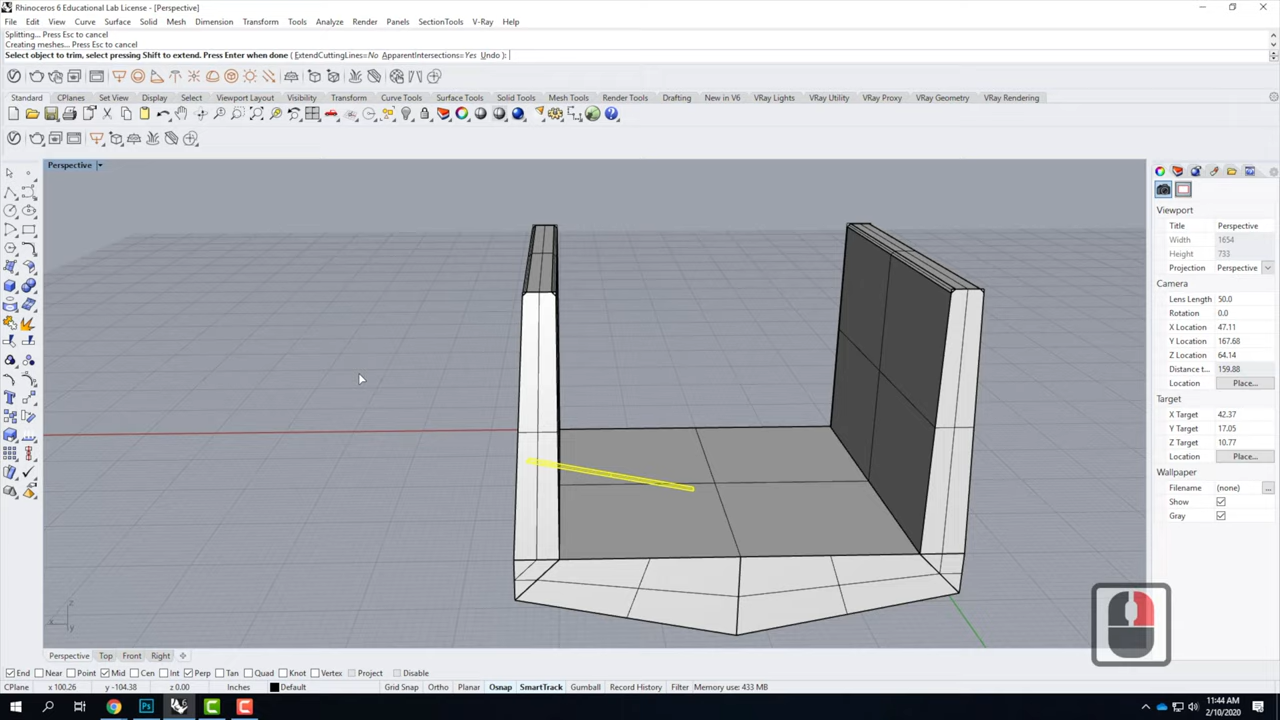 Rhinoceros 6 Educational Lab License - [Perspective]
File Edit View Curve Surface Solid Mesh Dimension Transform Tools Analyze Render Panels SectionTools V-Ray Help
Splitting... Press Esc to cancel
Creating meshes... Press Esc to cancel
Select object to trim, select pressing Shift to extend. Press Enter when done ( ExtendCuttingLines=No ApparentIntersections=Yes Undo ):
Standard CPlanes Set View Display Select Viewport Layout Visibility Transform Curve Tools Surface Tools Solid Tools Mesh Tools Render Tools Drafting New in V6 VRay Lights VRay Utility VRay Proxy VRay Geometry VRay Rendering
Perspective
Viewport
Title Perspective
Width 1654
Height 733
Projection Perspective
Camera
Lens Length 50.0
Rotation 0.0
X Location 47.11
Y Location 167.68
Z Location 64.14
Distance t... 159.88
Location Place...
Target
X Target 42.37
Y Target 17.05
Z Target 10.77
Location Place...
Wallpaper
Filename (none) ...
Show
Gray
z
x
y
Perspective Top Front Right
End Near Point Mid Cen Int Perp Tan Quad Knot Vertex Project Disable
CPlane x 100.26 y -104.38 z 0.00 Inches Default Grid Snap Ortho Planar Osnap SmartTrack Gumball Record History Filter Memory use: 433 MB
Ps
11:44 AM
2/10/2020